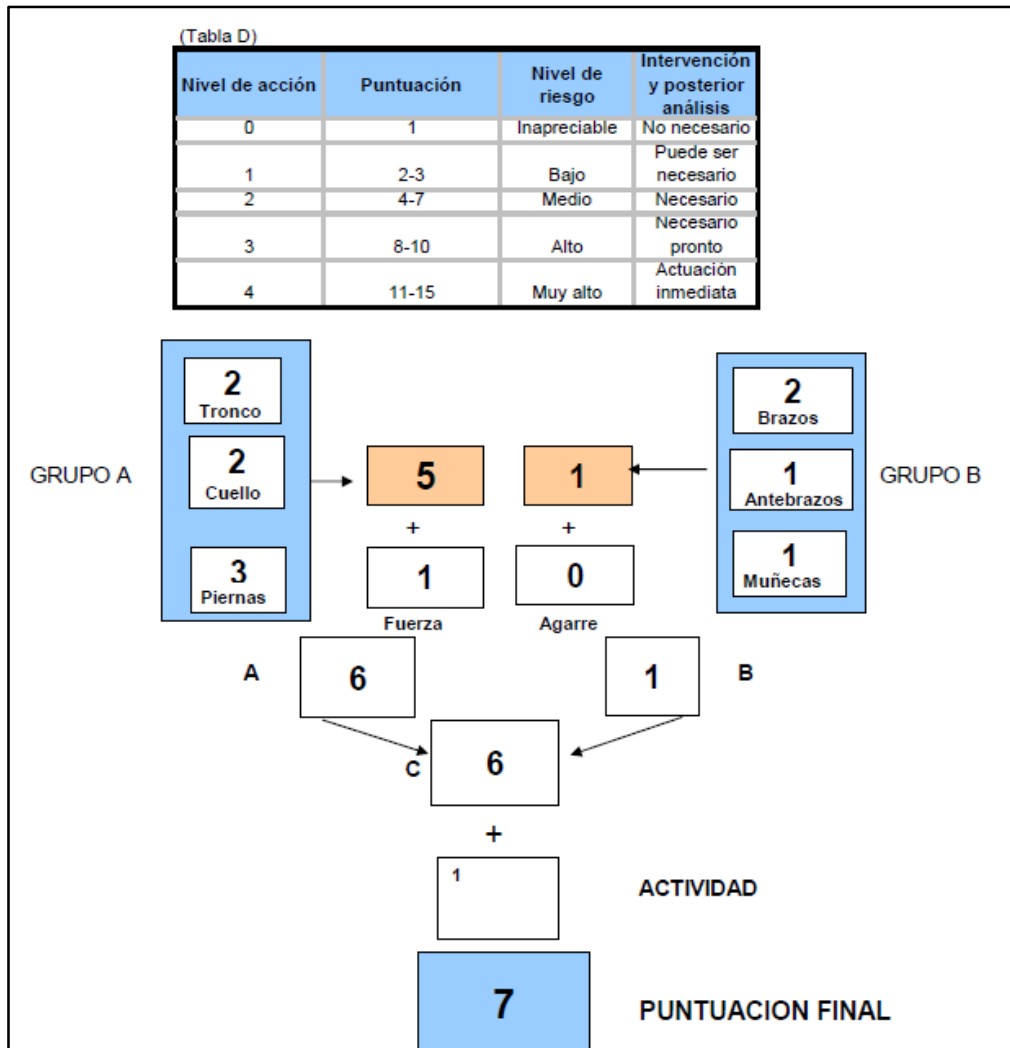 (Tabla D)
Nivel de acción Puntuación Nivel de riesgo Intervención y posterior análisis
0 1 Inapreciable No necesario
1 2-3 Bajo Puede ser necesario
2 4-7 Medio Necesario
3 8-10 Alto Necesario pronto
4 11-15 Muy alto Actuación inmediata
GRUPO A
2
Tronco
2
Cuello
3
Piernas
5
+
1
Fuerza
1
+
0
Agarre
2
Brazos
1
Antebrazos
1
Muñecas
GRUPO B
A
6
1
B
C
6
+
1
ACTIVIDAD
7
PUNTUACION FINAL